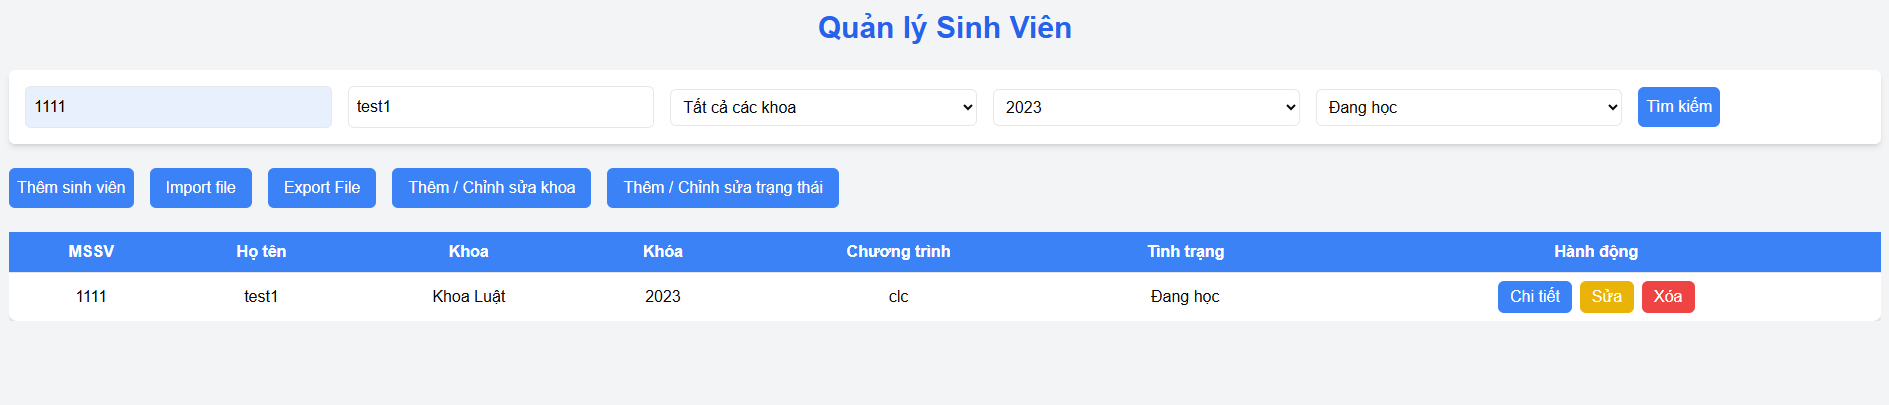 Quản lý Sinh Viên
1111 test1 Tất cả các khoa 2023 Đang học Tìm kiếm
Thêm sinh viên Import file Export File Thêm / Chỉnh sửa khoa Thêm / Chỉnh sửa trạng thái
MSSV Họ tên Khoa Khóa Chương trình Tình trạng Hành động
1111 test1 Khoa Luật 2023 clc Đang học Chi tiết Sửa Xóa